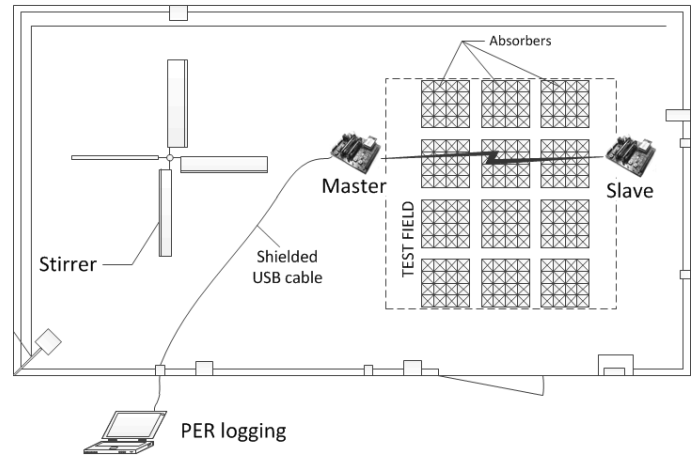 Absorbers
Master
Slave
TEST FIELD
Shielded
USB cable
Stirrer
PER logging